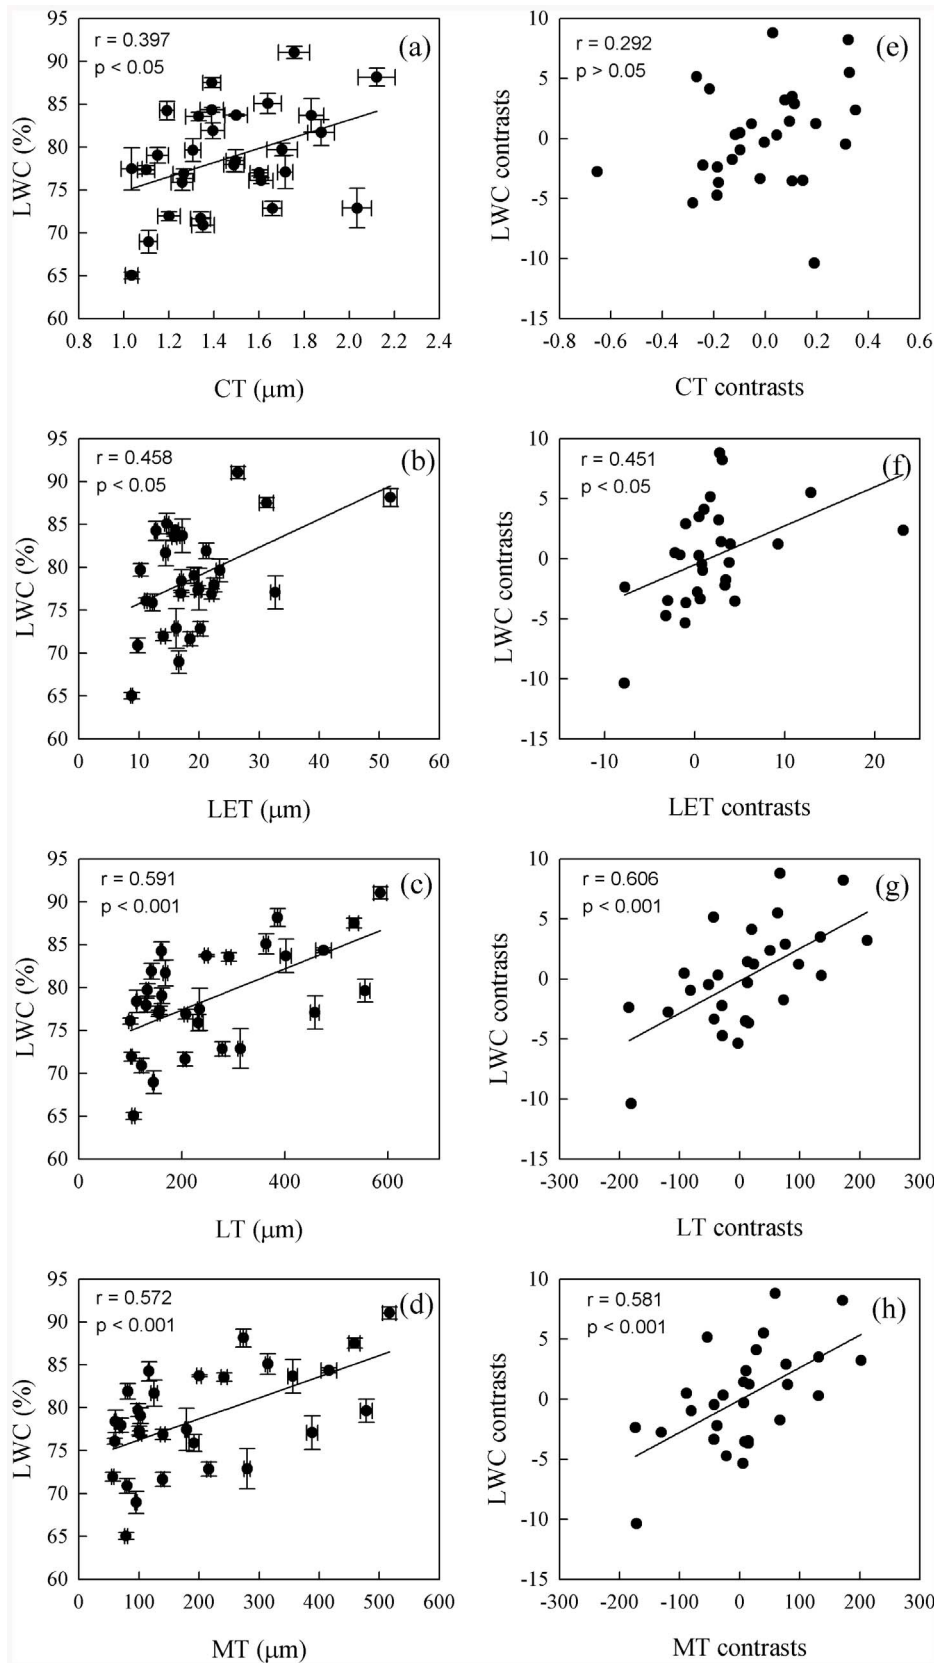 r = 0.397
p < 0.05
(a)
95
90
85
80
75
70
65
60
LWC (%)
1.0 1.2 1.4 1.6 1.8 2.0 2.2 2.4
CT (μm)
r = 0.292
p > 0.05
(e)
10
5
0
-5
-10
-15
LWC contrasts
-0.8 -0.6 -0.4 -0.2 0.0 0.2 0.4 0.6
CT contrasts
r = 0.458
p < 0.05
(b)
95
90
85
80
75
70
65
60
LWC (%)
0 10 20 30 40 50 60
LET (μm)
r = 0.451
p < 0.05
(f)
10
5
0
-5
-10
-15
LWC contrasts
-10 0 10 20
LET contrasts
r = 0.591
p < 0.001
(c)
95
90
85
80
75
70
65
60
LWC (%)
0 200 400 600
LT (μm)
r = 0.606
p < 0.001
(g)
10
5
0
-5
-10
-15
LWC contrasts
-300 -200 -100 0 100 200 300
LT contrasts
r = 0.572
p < 0.001
(d)
95
90
85
80
75
70
65
60
LWC (%)
0 100 200 300 400 500 600
MT (μm)
r = 0.581
p < 0.001
(h)
10
5
0
-5
-10
-15
LWC contrasts
-300 -200 -100 0 100 200 300
MT contrasts